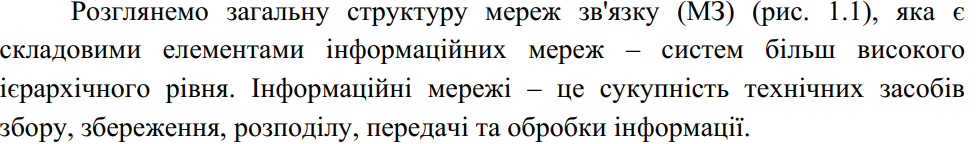 Розглянемо загальну структуру мереж зв'язку (МЗ) (рис. 1.1), яка є
складовими елементами інформаційних мереж – систем більш високого
ієрархічного рівня. Інформаційні мережі – це сукупність технічних засобів
збору, збереження, розподілу, передачі та обробки інформації.